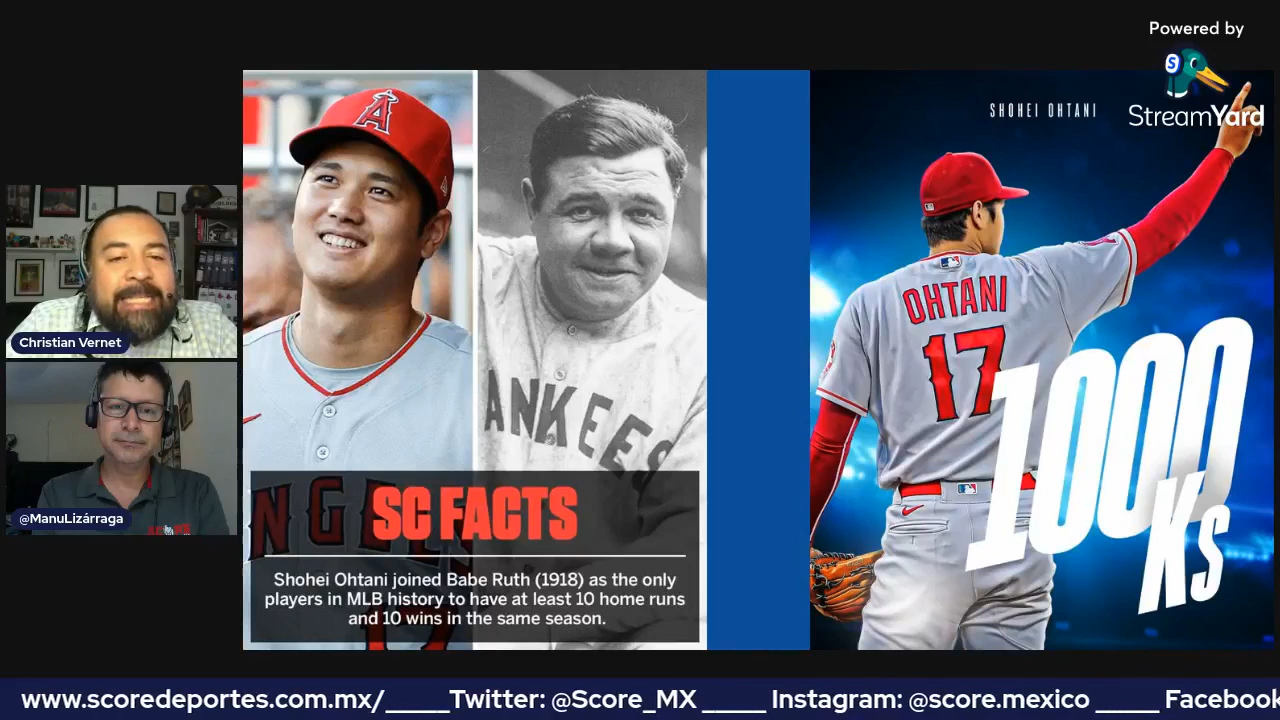 Powered by
StreamYard
SHOHEI OHTANI
A
Christian Vernet
@ManuLizárraga
ANKEES
OHTANI
17
1000
Ks
SC FACTS
Shohei Ohtani joined Babe Ruth (1918) as the only
players in MLB history to have at least 10 home runs
and 10 wins in the same season.
www.scoredeportes.com.mx/_____Twitter: @Score_MX _____ Instagram: @score.mexico _____ Facebook